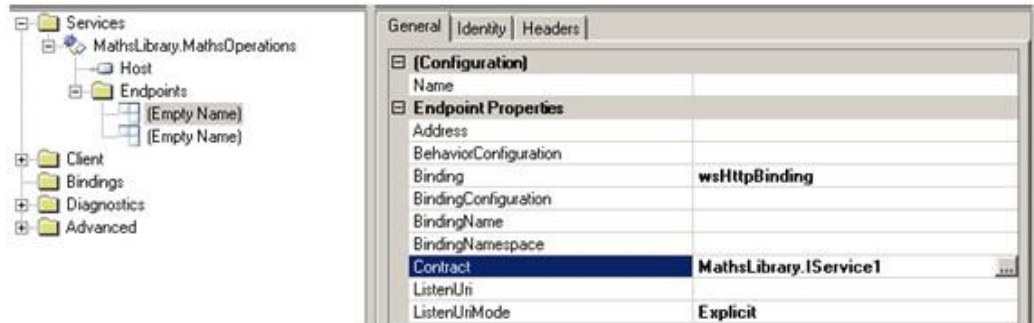 Services
MathsLibrary.MathsOperations
Host
Endpoints
(Empty Name)
(Empty Name)
Client
Bindings
Diagnostics
Advanced
General Identity Headers
(Configuration)
Name
Endpoint Properties
Address
BehaviorConfiguration
Binding wsHttpBinding
BindingConfiguration
BindingName
BindingNamespace
Contract MathsLibrary.IService1 ...
ListenUri
ListenUriMode Explicit